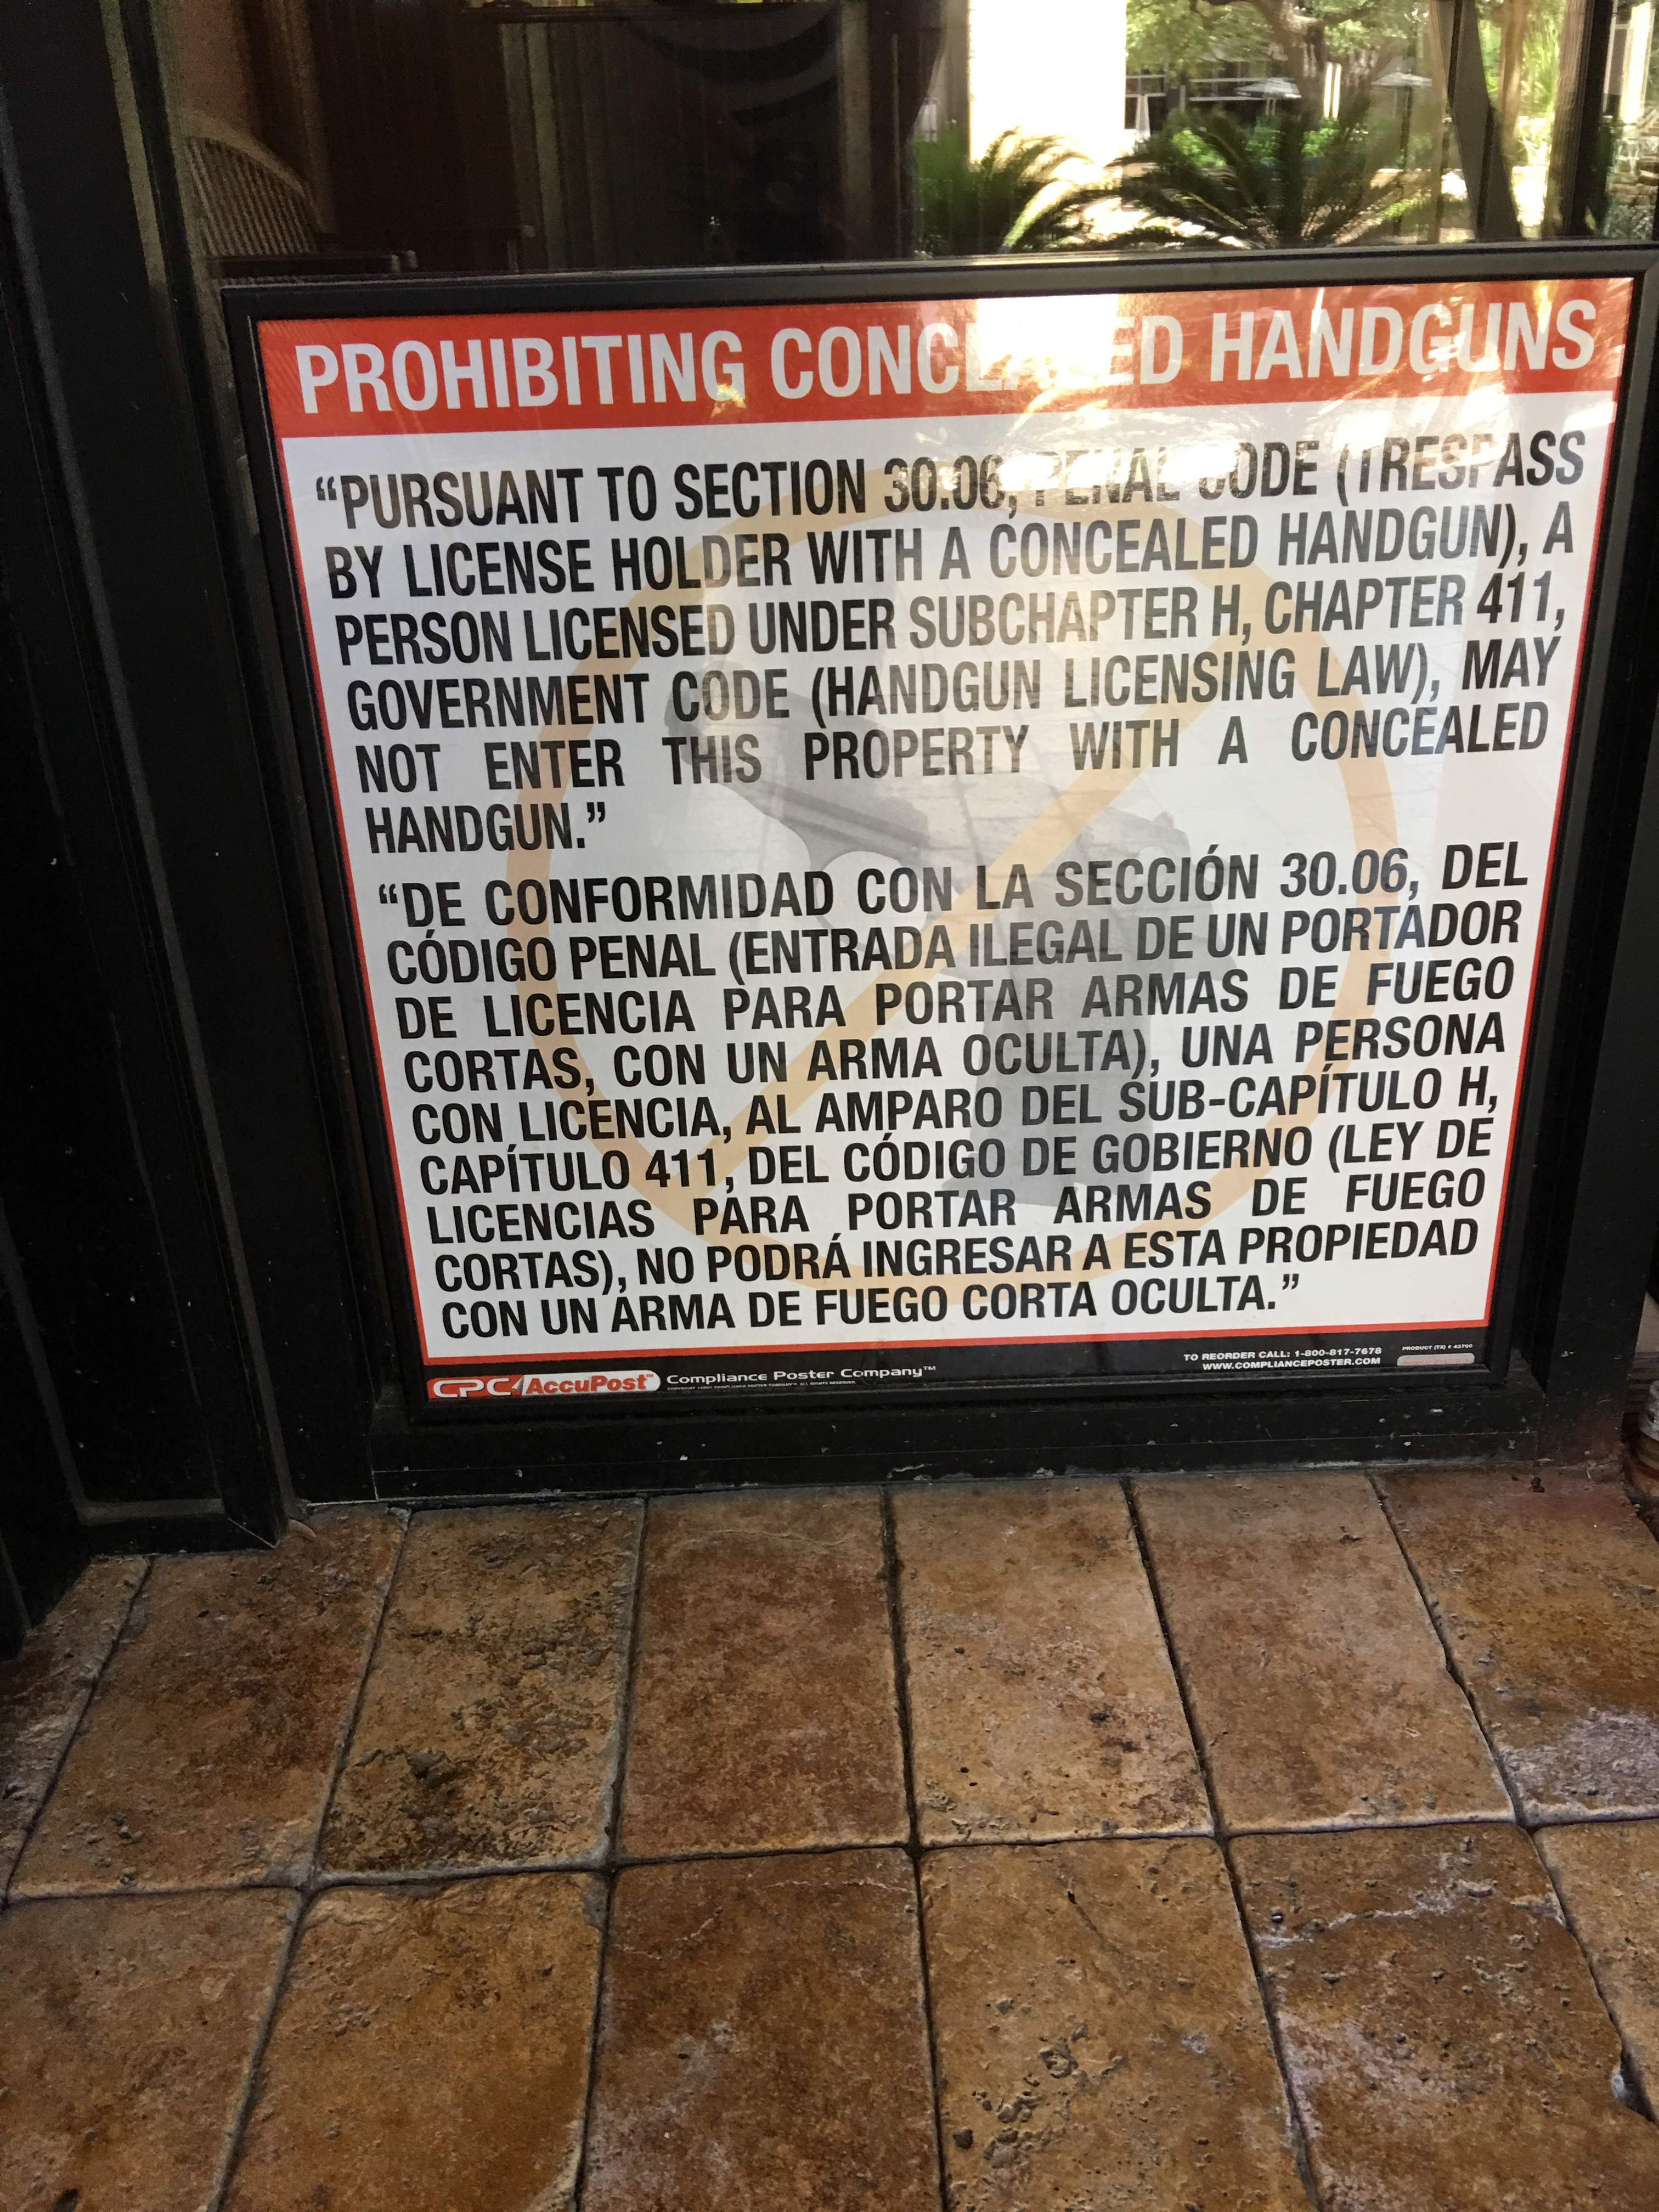 PROHIBITING CONCEALED HANDGUNS
“PURSUANT TO SECTION 30.06, PENAL CODE (TRESPASS
BY LICENSE HOLDER WITH A CONCEALED HANDGUN), A
PERSON LICENSED UNDER SUBCHAPTER H, CHAPTER 411,
GOVERNMENT CODE (HANDGUN LICENSING LAW), MAY
NOT ENTER THIS PROPERTY WITH A CONCEALED
HANDGUN.”
“DE CONFORMIDAD CON LA SECCIÓN 30.06, DEL
CÓDIGO PENAL (ENTRADA ILEGAL DE UN PORTADOR
DE LICENCIA PARA PORTAR ARMAS DE FUEGO
CORTAS, CON UN ARMA OCULTA), UNA PERSONA
CON LICENCIA, AL AMPARO DEL SUB-CAPÍTULO H,
CAPÍTULO 411, DEL CÓDIGO DE GOBIERNO (LEY DE
LICENCIAS PARA PORTAR ARMAS DE FUEGO
CORTAS), NO PODRÁ INGRESAR A ESTA PROPIEDAD
CON UN ARMA DE FUEGO CORTA OCULTA.”
CPC AccuPost™ Compliance Poster Company™
TO REORDER CALL: 1-800-817-7678
WWW.COMPLIANCEPOSTER.COM
PRODUCT (TX) # 43700